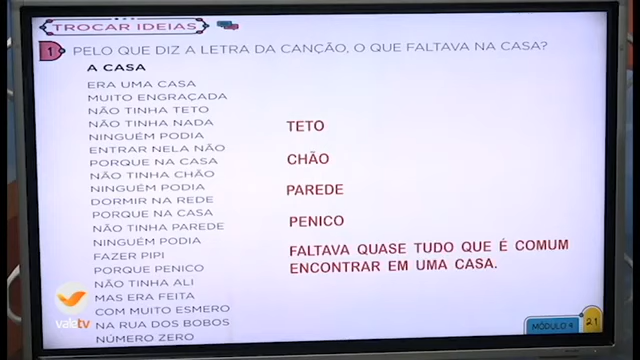 TROCAR IDEIAS
1 PELO QUE DIZ A LETRA DA CANÇÃO, O QUE FALTAVA NA CASA?
A CASA
ERA UMA CASA
MUITO ENGRAÇADA
NÃO TINHA TETO
NÃO TINHA NADA
NINGUÉM PODIA
ENTRAR NELA NÃO
PORQUE NA CASA
NÃO TINHA CHÃO
NINGUÉM PODIA
DORMIR NA REDE
PORQUE NA CASA
NÃO TINHA PAREDE
NINGUÉM PODIA
FAZER PIPI
PORQUE PENICO
NÃO TINHA ALI
MAS ERA FEITA
COM MUITO ESMERO
NA RUA DOS BOBOS
NÚMERO ZERO
TETO
CHÃO
PAREDE
PENICO
FALTAVA QUASE TUDO QUE É COMUM
ENCONTRAR EM UMA CASA.
vale tv
MÓDULO 4
21